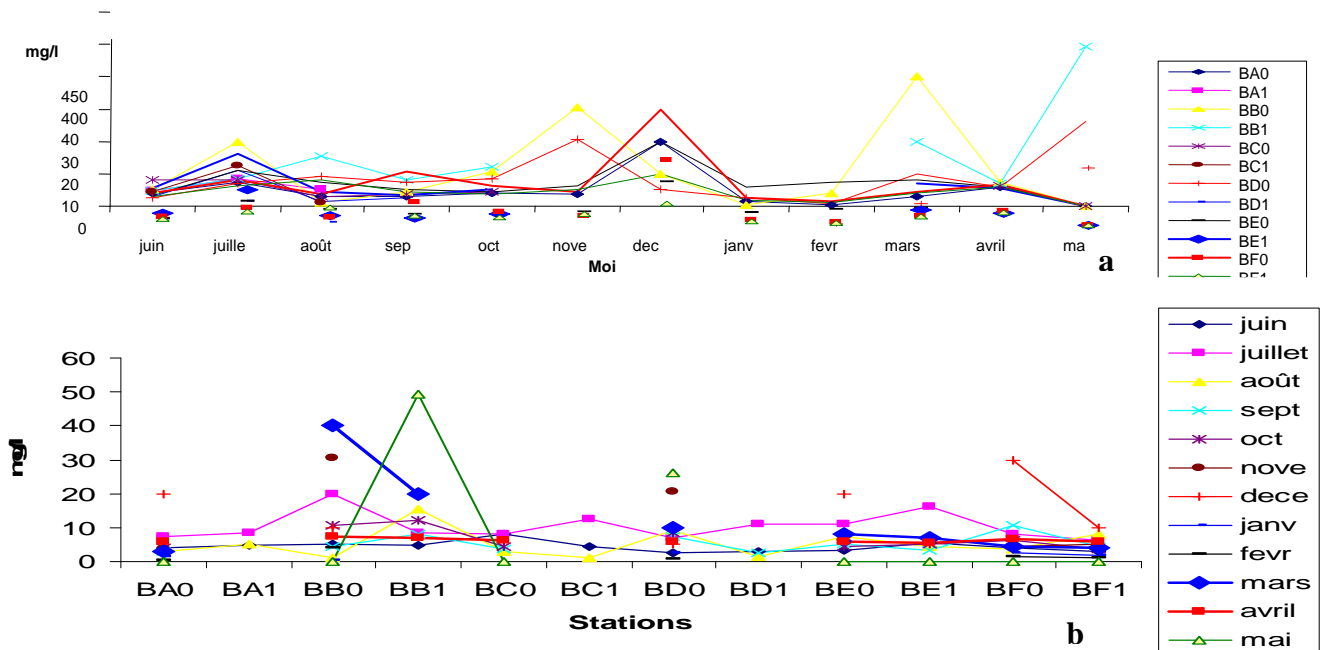 mg/l
450
400
40
30
20
10
0
juin juille août sep oct nove dec janv fevr mars avril ma
Moi
a
BA0
BA1
BB0
BB1
BC0
BC1
BD0
BD1
BE0
BE1
BF0
BF1
mg/l
60
50
40
30
20
10
0
BA0 BA1 BB0 BB1 BC0 BC1 BD0 BD1 BE0 BE1 BF0 BF1
Stations
b
juin
juillet
août
sept
oct
nove
dece
janv
fevr
mars
avril
mai